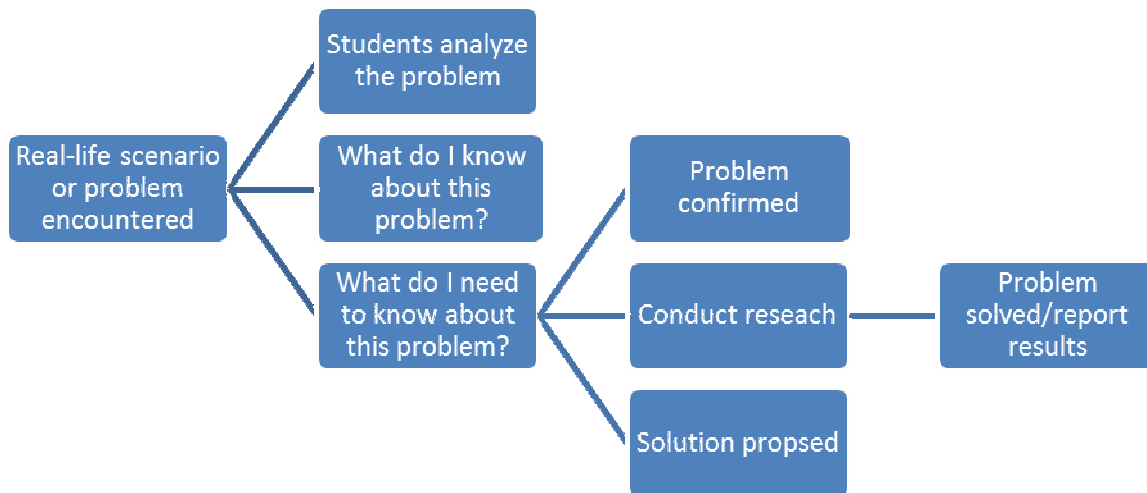 Students analyze
the problem
Real-life scenario
or problem
encountered
What do I know
about this
problem?
What do I need
to know about
this problem?
Problem
confirmed
Conduct reseach
Solution propsed
Problem
solved/report
results